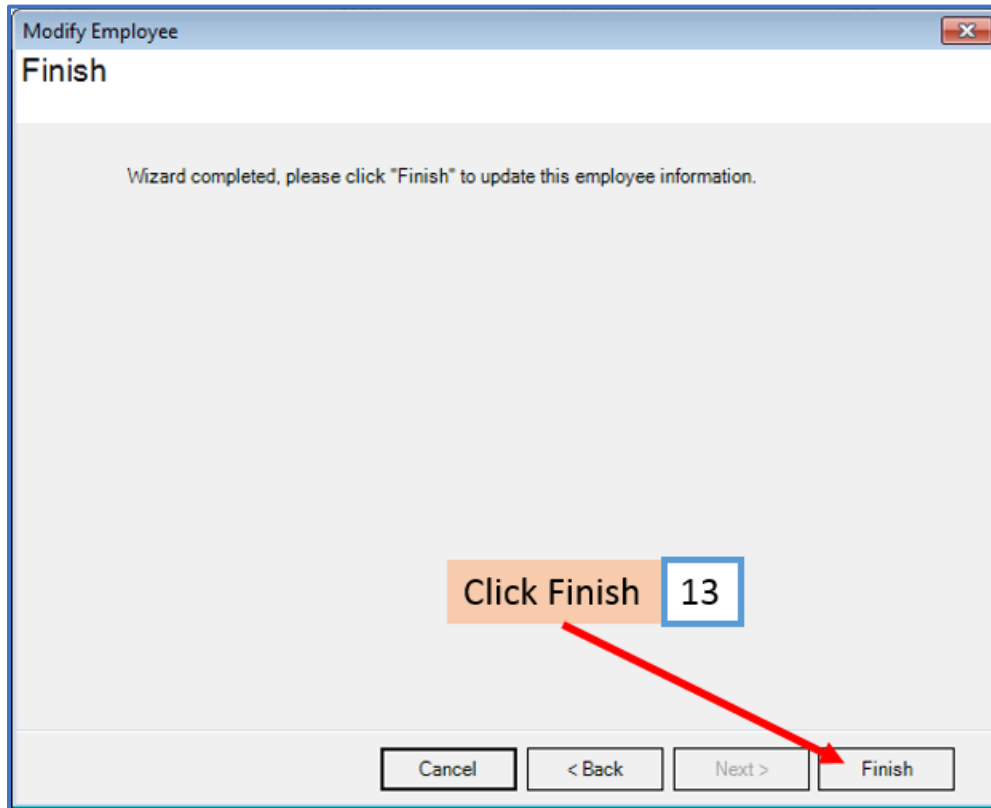 Modify Employee
Finish
Wizard completed, please click "Finish" to update this employee information.
Click Finish 13
Cancel < Back Next > Finish